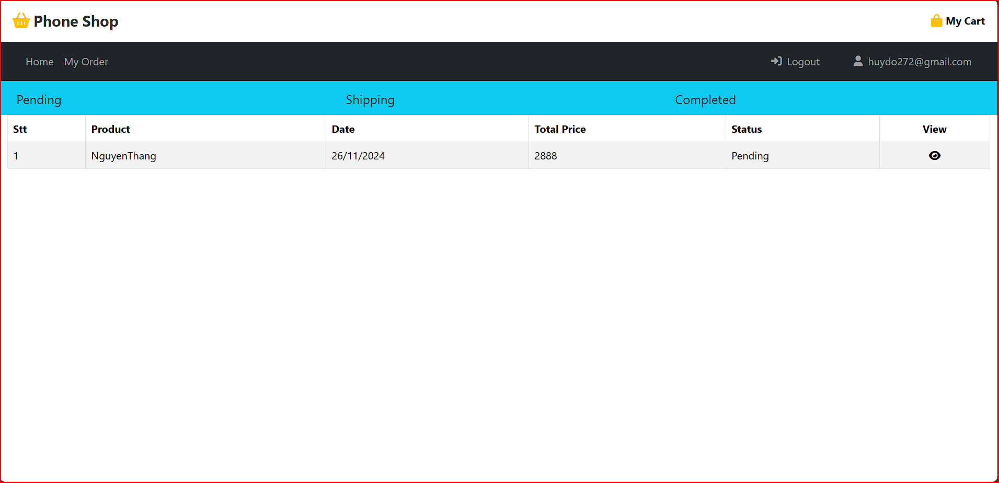 Phone Shop My Cart
Home My Order Logout huydo272@gmail.com
Pending Shipping Completed
Stt Product Date Total Price Status View
1 NguyenThang 26/11/2024 2888 Pending